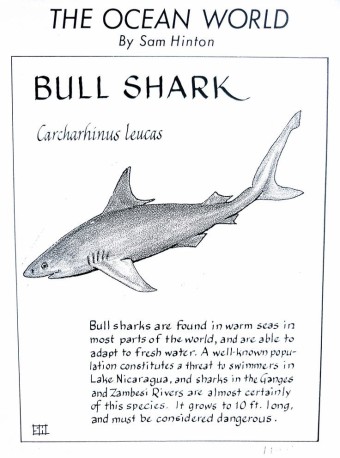 THE OCEAN WORLD
By Sam Hinton
BULL SHARK
Carcharhinus leucas
Bull sharks are found in warm seas in
most parts of the world, and are able to
adapt to fresh water. A well-known popu-
lation constitutes a threat to swimmers in
Lake Nicaragua, and sharks in the Ganges
and Zambesi Rivers are almost certainly
of this species. It grows to 10 ft. long,
and must be considered dangerous.